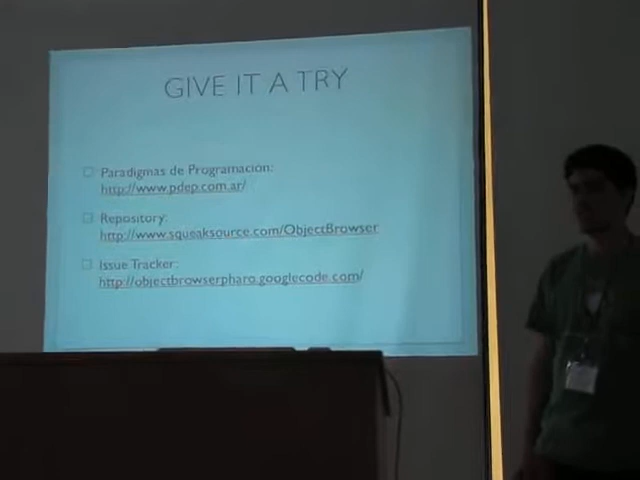 GIVE IT A TRY
Paradigmas de Programación:
http://www.pdep.com.ar/
Repository:
http://www.squeaksource.com/ObjectBrowser
Issue Tracker:
http://objectbrowserpharo.googlecode.com/